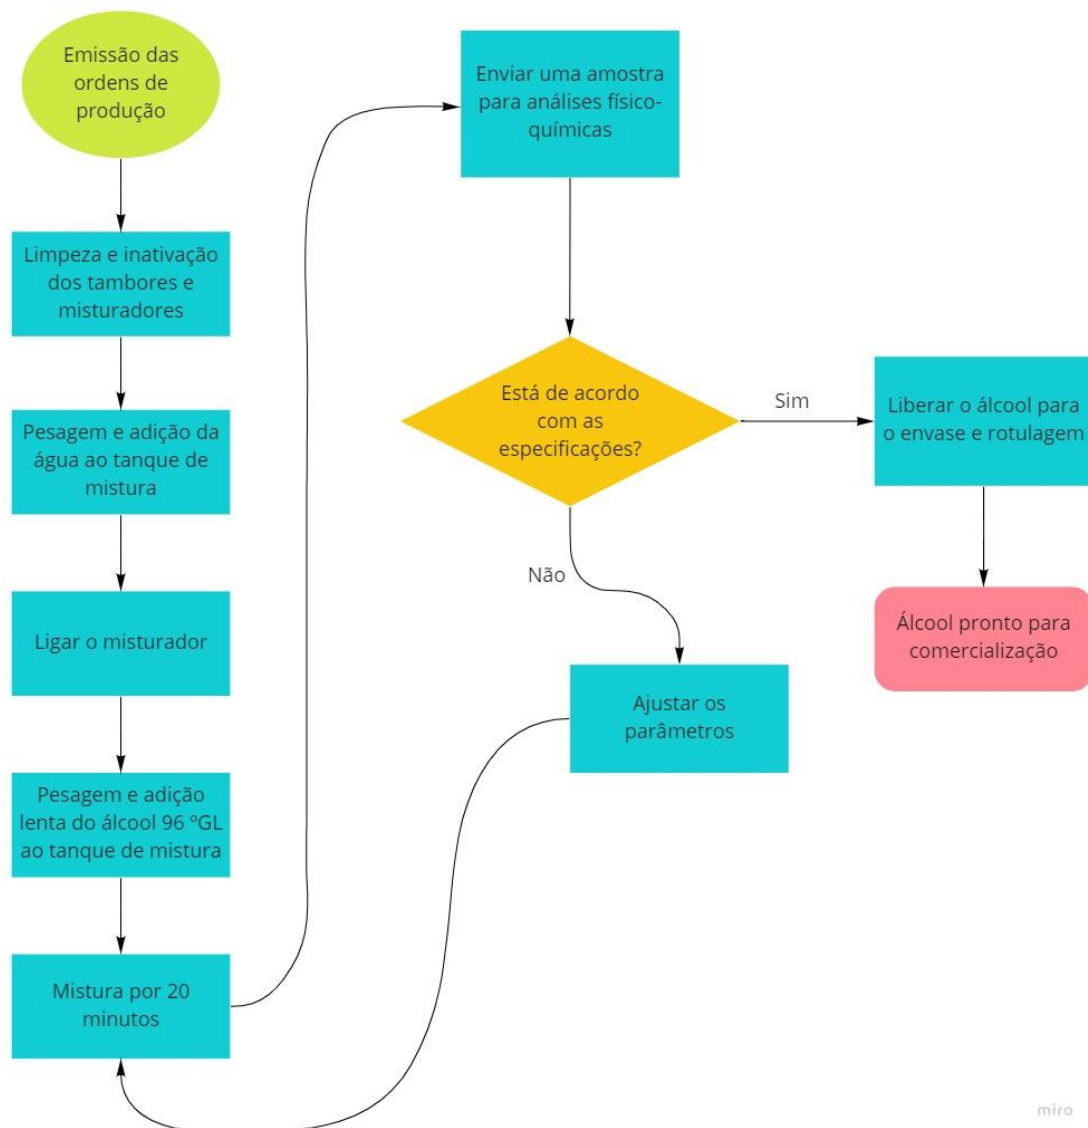 Emissão das
ordens de
produção
Limpeza e inativação
dos tambores e
misturadores
Pesagem e adição da
água ao tanque de
mistura
Ligar o misturador
Pesagem e adição
lenta do álcool 96 ºGL
ao tanque de mistura
Mistura por 20
minutos
Enviar uma amostra
para análises físico-
químicas
Está de acordo
com as
especificações?
Sim
Liberar o álcool para
o envase e rotulagem
Álcool pronto para
comercialização
Não
Ajustar os
parâmetros
miro